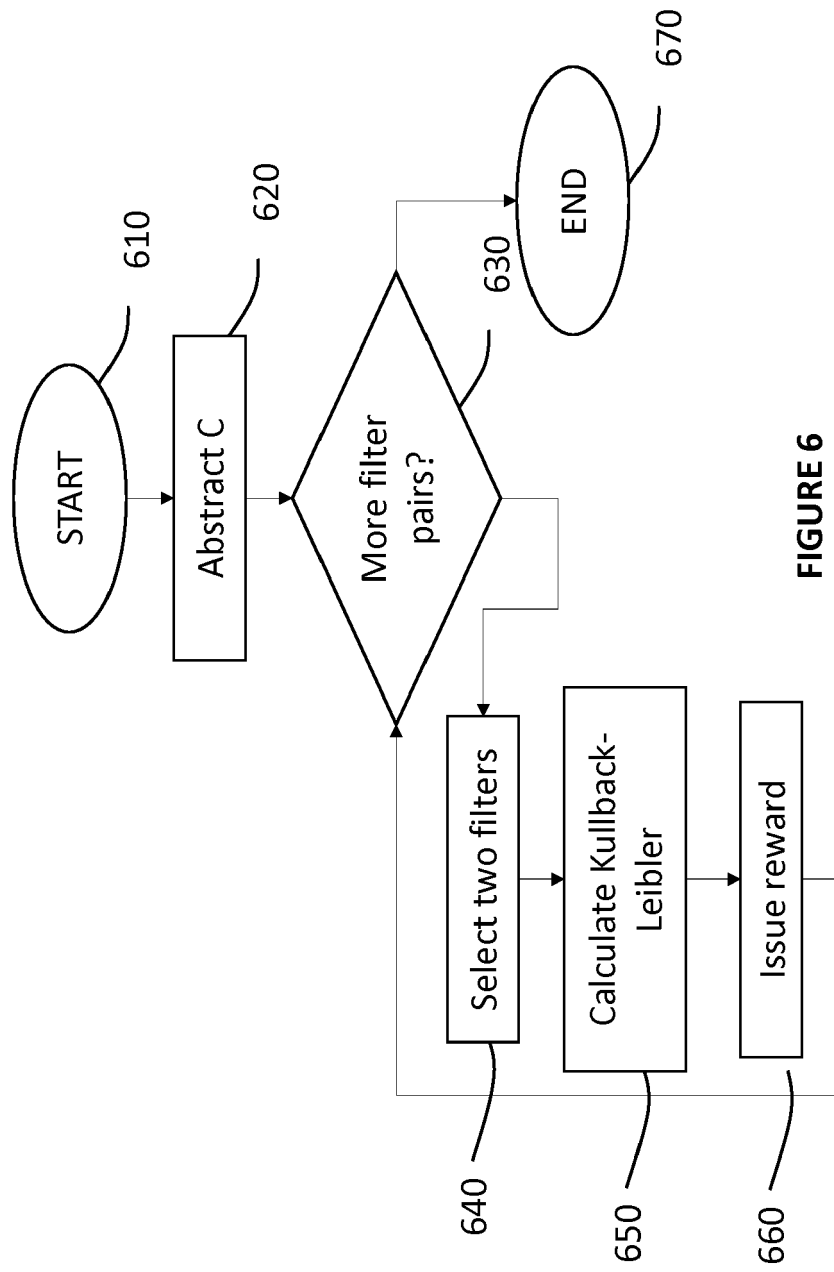 START
610
Abstract C
620
More filter
pairs?
630
END
670
Select two filters
640
Calculate Kullback-
Leibler
650
Issue reward
660
FIGURE 6